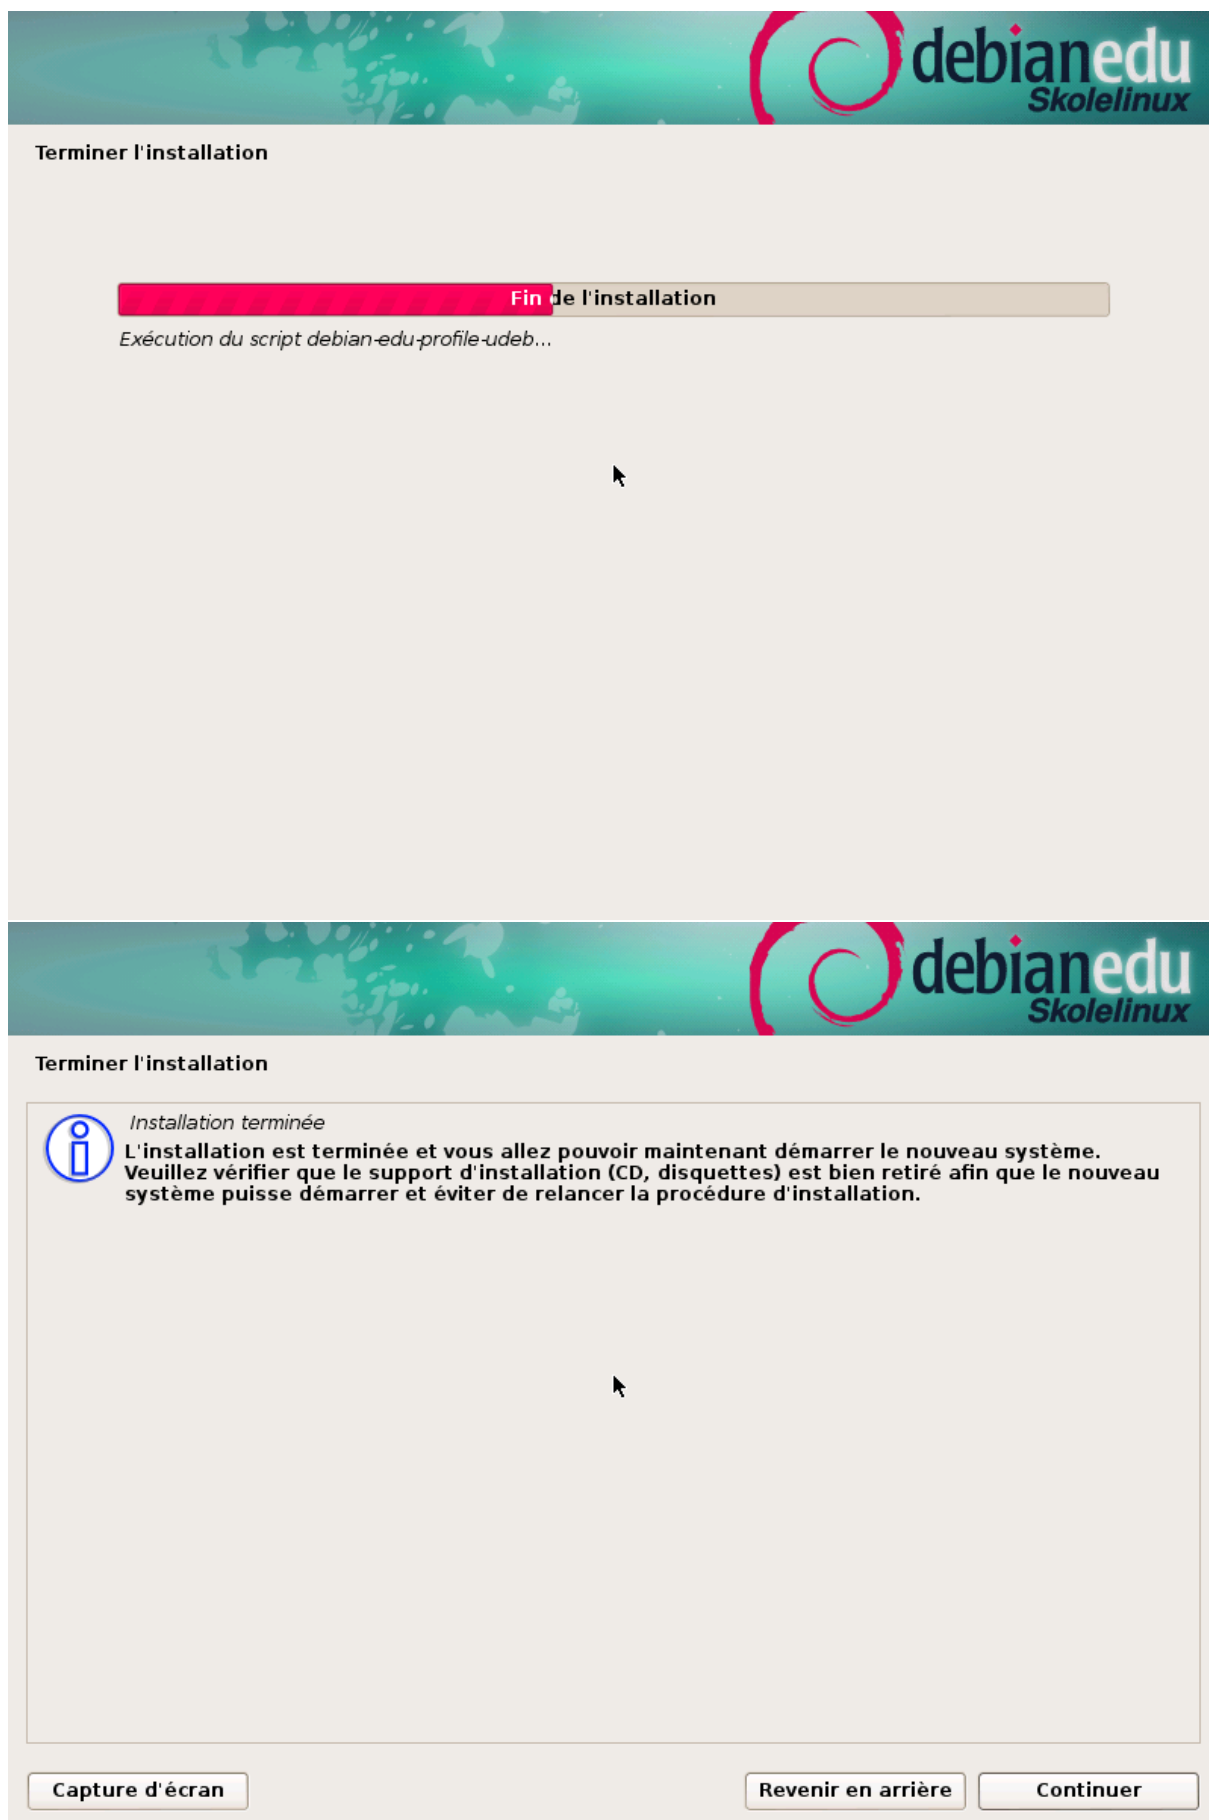 debianedu
Skolelinux
Terminer l'installation
Fin de l'installation
Exécution du script debian-edu-profile-udeb...
debianedu
Skolelinux
Terminer l'installation
Installation terminée
L'installation est terminée et vous allez pouvoir maintenant démarrer le nouveau système.
Veuillez vérifier que le support d'installation (CD, disquettes) est bien retiré afin que le nouveau
système puisse démarrer et éviter de relancer la procédure d'installation.
Capture d'écran Revenir en arrière Continuer